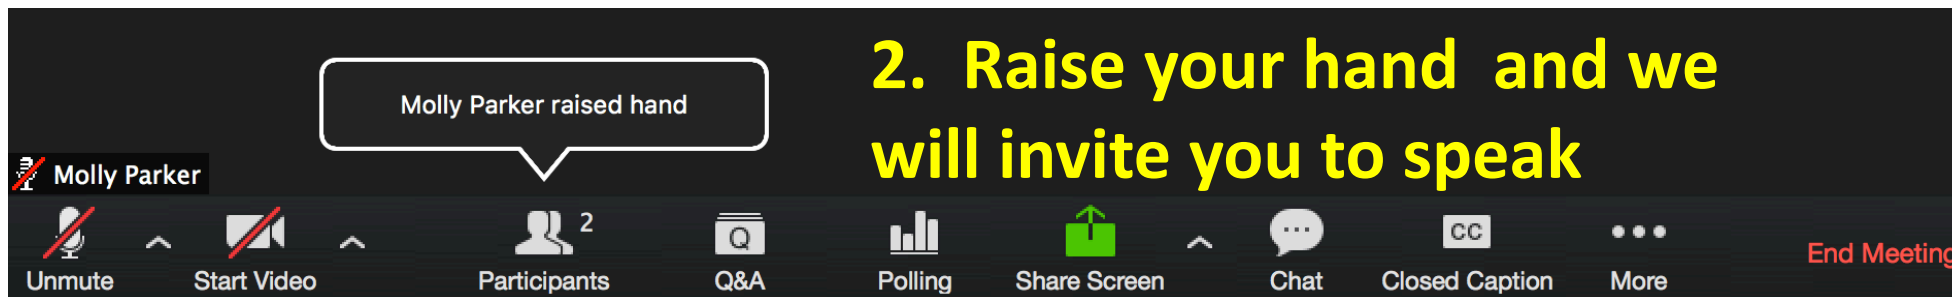 2.  Raise your hand  and we
will invite you to speak
Molly Parker raised hand
Molly Parker
2
Q
CC
Unmute
Start Video
Participants
Q&A
Polling
Share Screen
Chat
Closed Caption
More
End Meeting